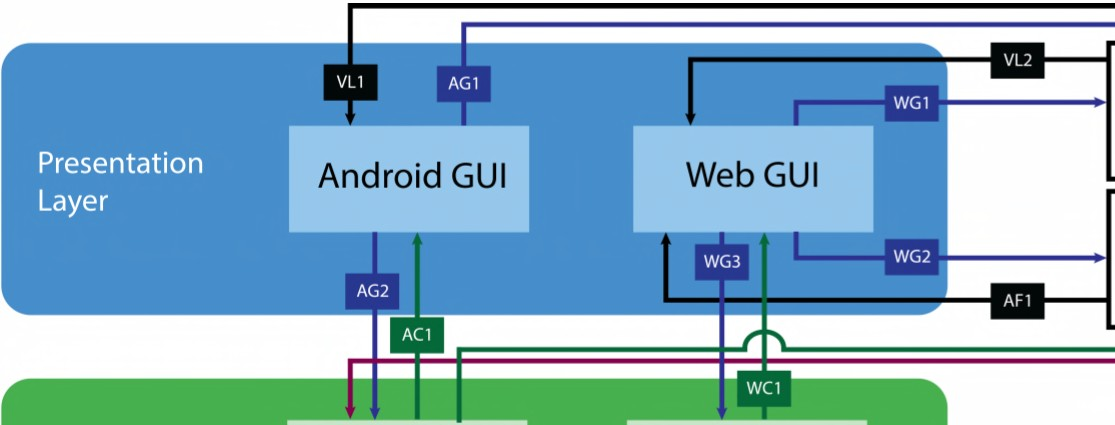 VL1
AG1
VL2
WG1
Presentation
Layer
Android GUI
Web GUI
AG2
WG3
WG2
AF1
AC1
WC1